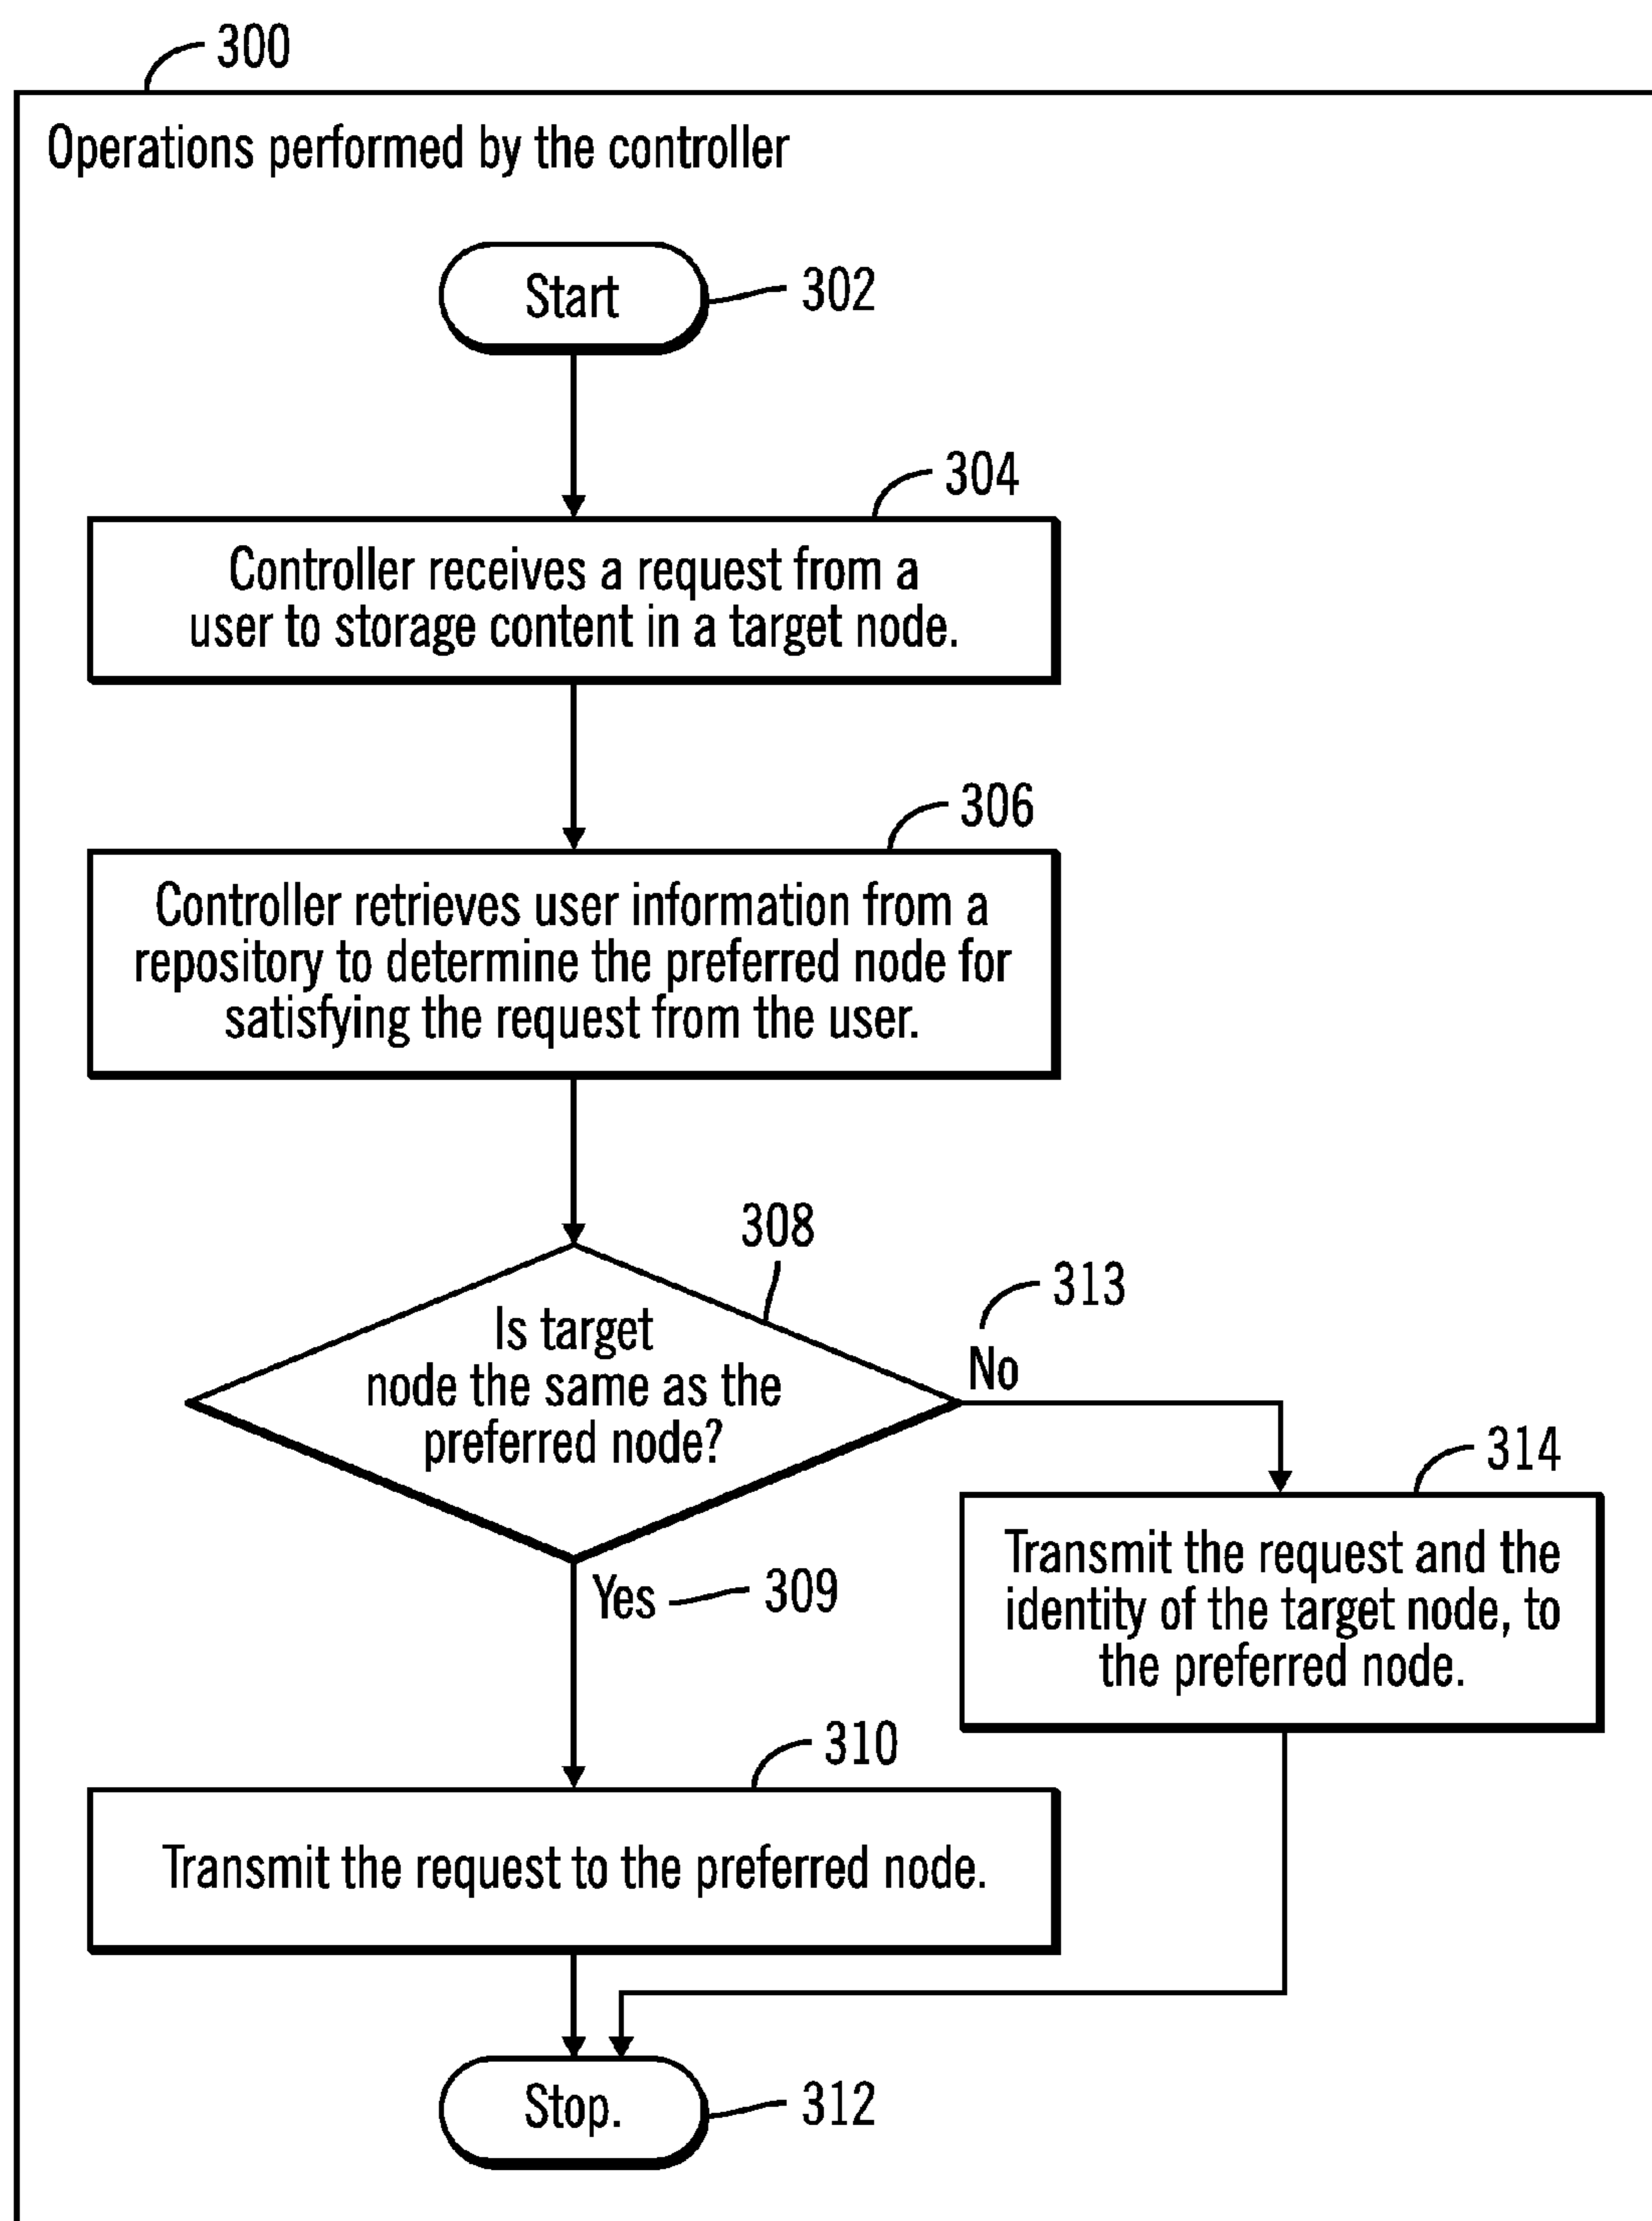 300
Operations performed by the controller
Start
302
304
Controller receives a request from a
user to storage content in a target node.
306
Controller retrieves user information from a
repository to determine the preferred node for
satisfying the request from the user.
308
Is target
node the same as the
preferred node?
313
No
314
Transmit the request and the
identity of the target node, to
the preferred node.
Yes
309
310
Transmit the request to the preferred node.
Stop.
312